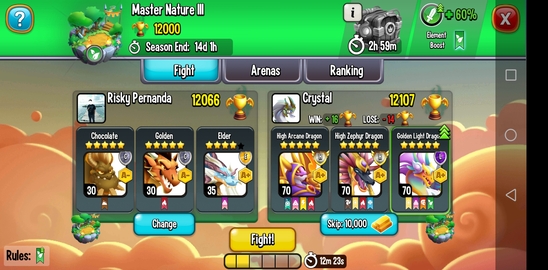 ?
Master Nature III
12000
Season End: 14d 1h
i
2h 59m
+ 60%
Element
Boost
X
Fight
Arenas
Ranking
Risky Pernanda
12066
Crystal
12107
WIN: +16
LOSE: -14
Chocolate
Golden
Elder
High Arcane Dragon
High Zephyr Dragon
Golden Light Dragon
A-
A-
A+
A+
A+
A+
30
30
35
70
70
70
Change
Skip: 10,000
Fight!
12m 23s
Rules: